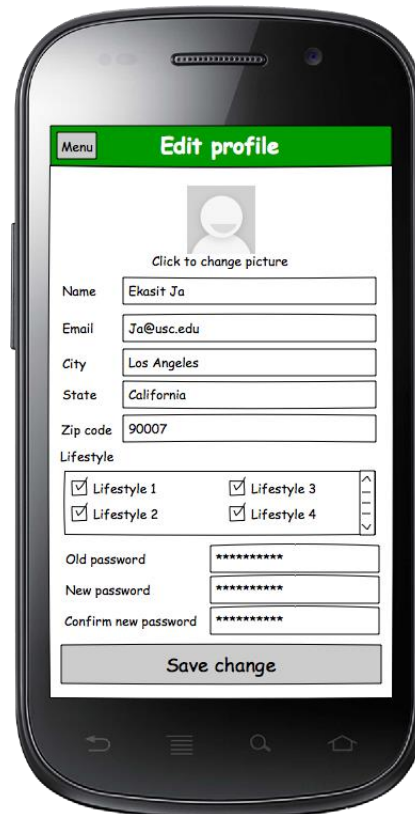 Menu Edit profile
Click to change picture
Name Ekasit Ja
Email Ja@usc.edu
City Los Angeles
State California
Zip code 90007
Lifestyle
Lifestyle 1 Lifestyle 3
Lifestyle 2 Lifestyle 4
Old password **********
New password **********
Confirm new password **********
Save change